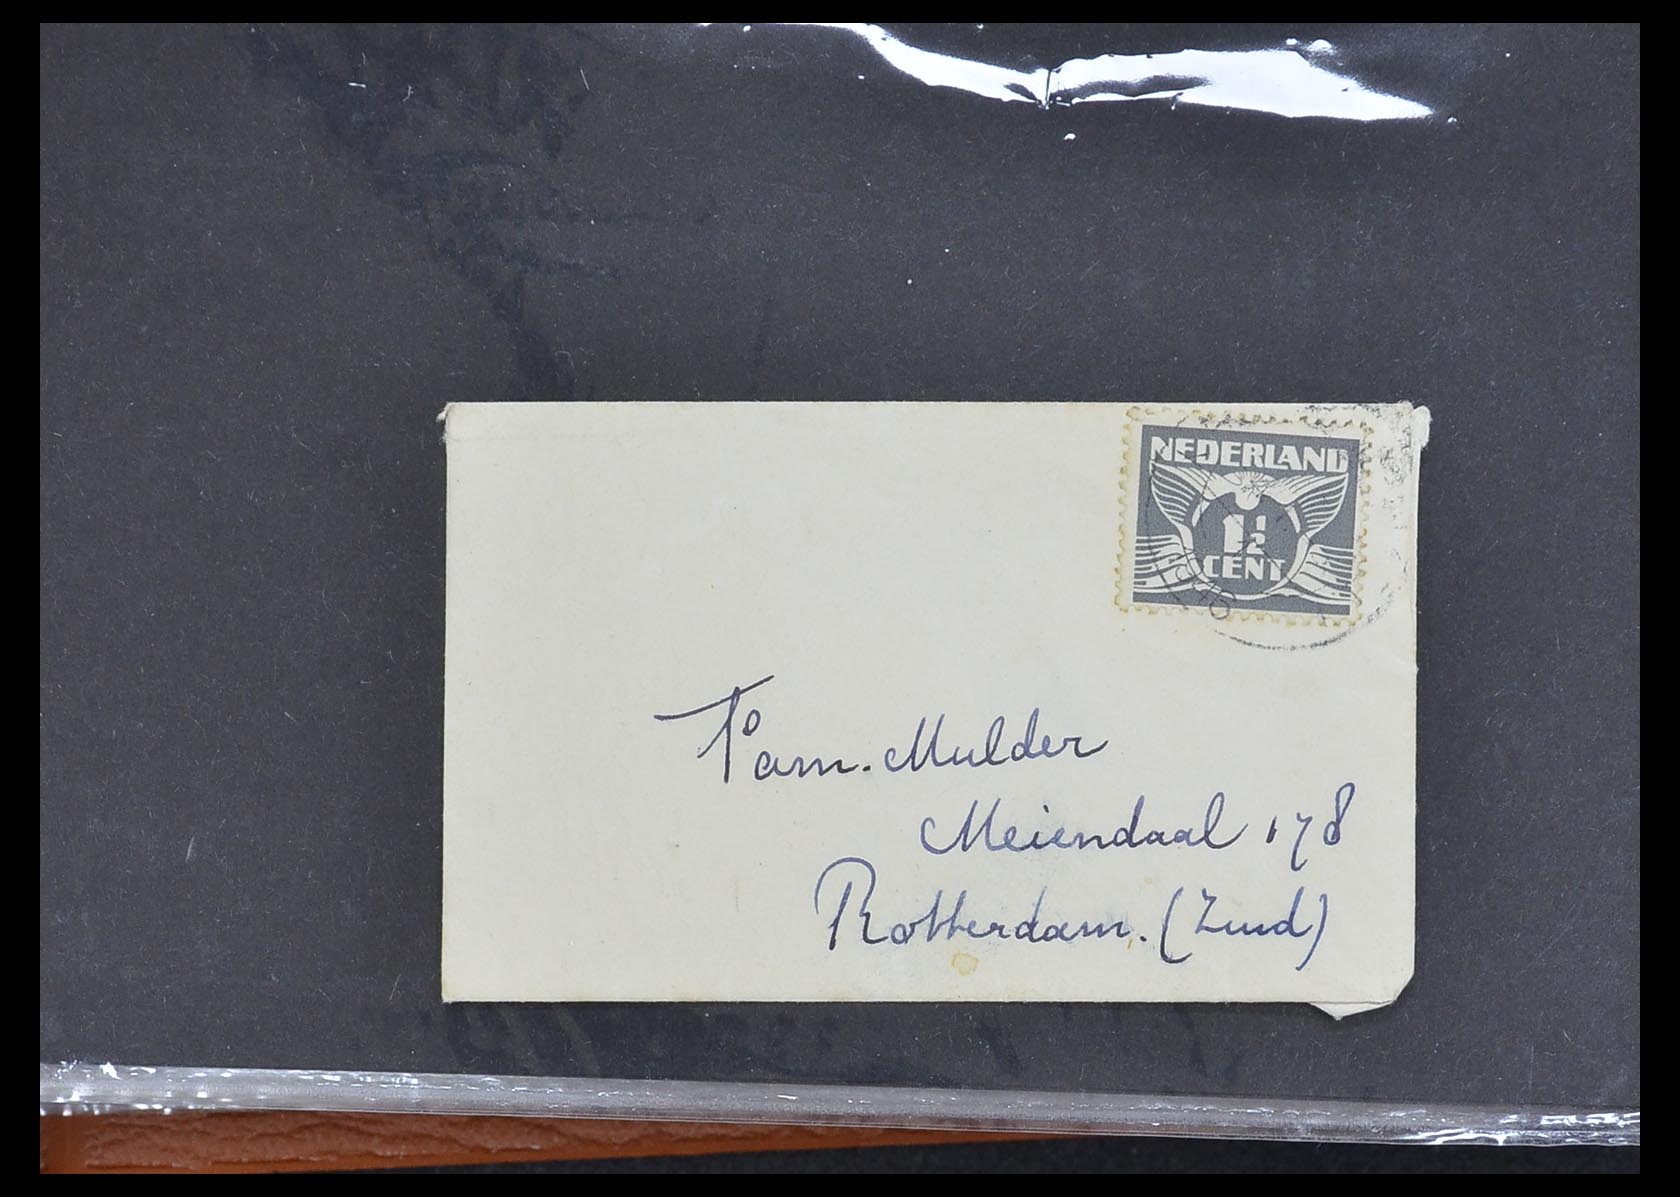 NEDERLAND
1½
CENT
Fam. Mulder
Meiendaal 178
Rotterdam. (Zuid)